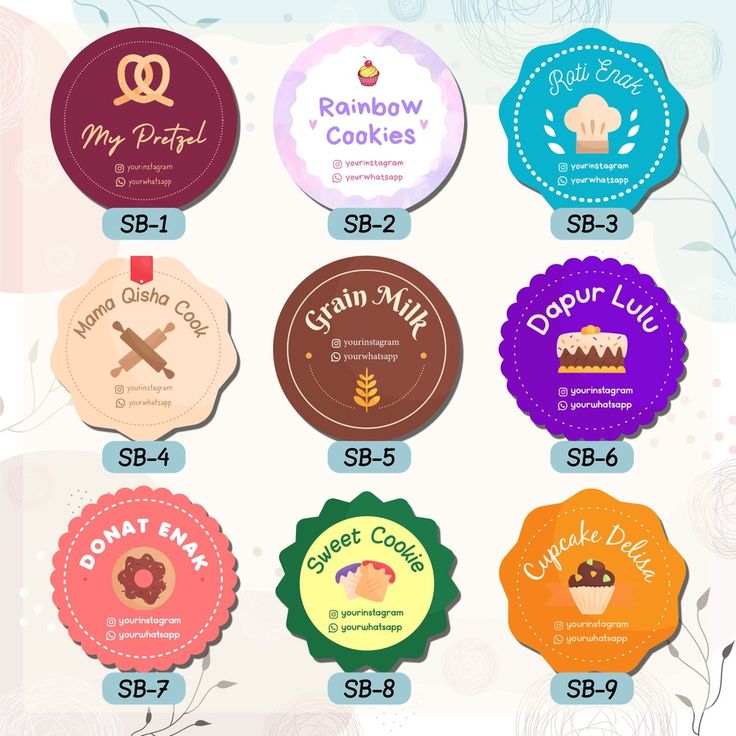 My Pretzel
yourinstagram
yourwhatsapp
SB-1
Rainbow
Cookies
yourinstagram
yourwhatsapp
SB-2
Roti Enak
yourinstagram
yourwhatsapp
SB-3
Mama Qisha Cook
yourinstagram
yourwhatsapp
SB-4
Grain Milk
yourinstagram
yourwhatsapp
SB-5
Dapur Lulu
yourinstagram
yourwhatsapp
SB-6
DONAT ENAK
yourinstagram
yourwhatsapp
SB-7
Sweet Cookie
yourinstagram
yourwhatsapp
SB-8
Cupcake Delisa
yourinstagram
yourwhatsapp
SB-9